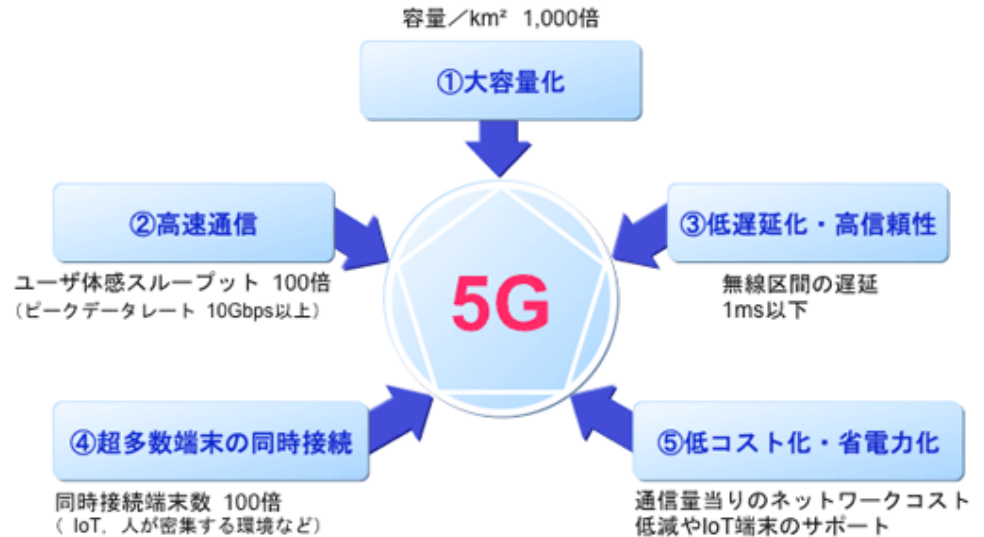 容量／km² 1,000倍
①大容量化
②高速通信
ユーザ体感スループット 100倍
（ピークデータレート 10Gbps以上）
③低遅延化・高信頼性
無線区間の遅延
1ms以下
5G
④超多数端末の同時接続
同時接続端末数 100倍
（ IoT，人が密集する環境など）
⑤低コスト化・省電力化
通信量当りのネットワークコスト
低減やIoT端末のサポート